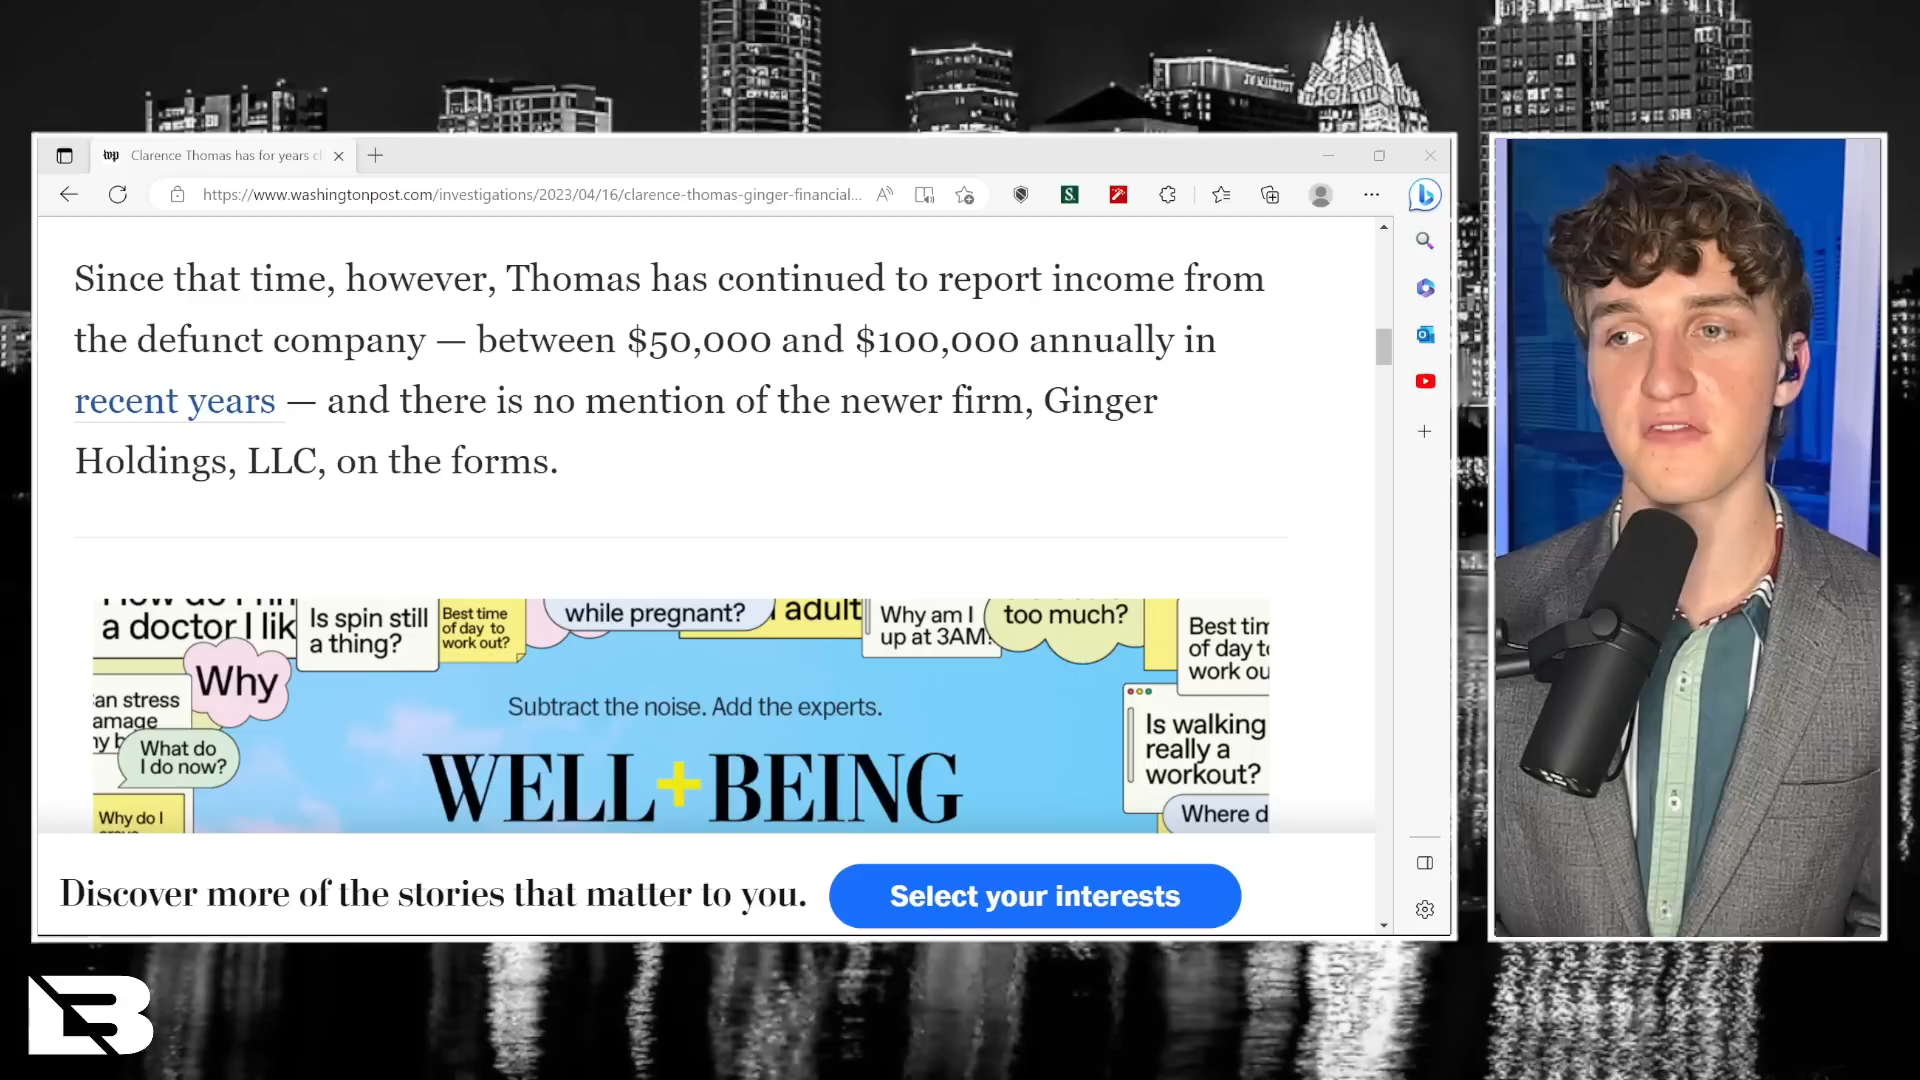 wp Clarence Thomas has for years cl
https://www.washingtonpost.com/investigations/2023/04/16/clarence-thomas-ginger-financial...
Since that time, however, Thomas has continued to report income from
the defunct company — between $50,000 and $100,000 annually in
recent years — and there is no mention of the newer firm, Ginger
Holdings, LLC, on the forms.
a doctor I lik
Is spin still
a thing?
Best time
of day to
work out?
while pregnant?
adult
Why am I
up at 3AM?
too much?
Best tim
of day to
work ou
Why
an stress
amage
What do
I do now?
Why do I
Subtract the noise. Add the experts.
WELL+BEING
Is walking
really a
workout?
Where d
Discover more of the stories that matter to you.
Select your interests